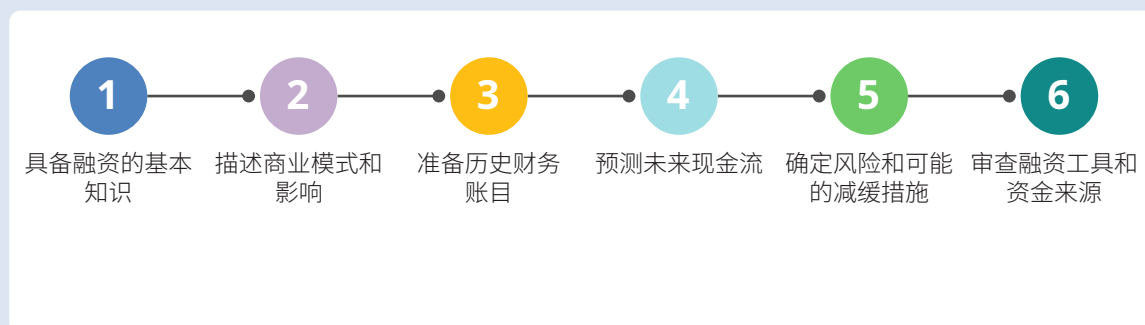 1
2
3
4
5
6
具备融资的基本
知识
描述商业模式和
影响
准备历史财务
账目
预测未来现金流
确定风险和可能
的减缓措施
审查融资工具和
资金来源